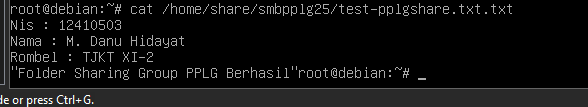 root@debian:~# cat /home/share/smbpplg25/test-pplgshare.txt.txt
Nis : 12410503
Nama : M. Danu Hidayat
Rombel : TJKT XI-2
"Folder Sharing Group PPLG Berhasil"root@debian:~# _
de or press Ctrl+G.